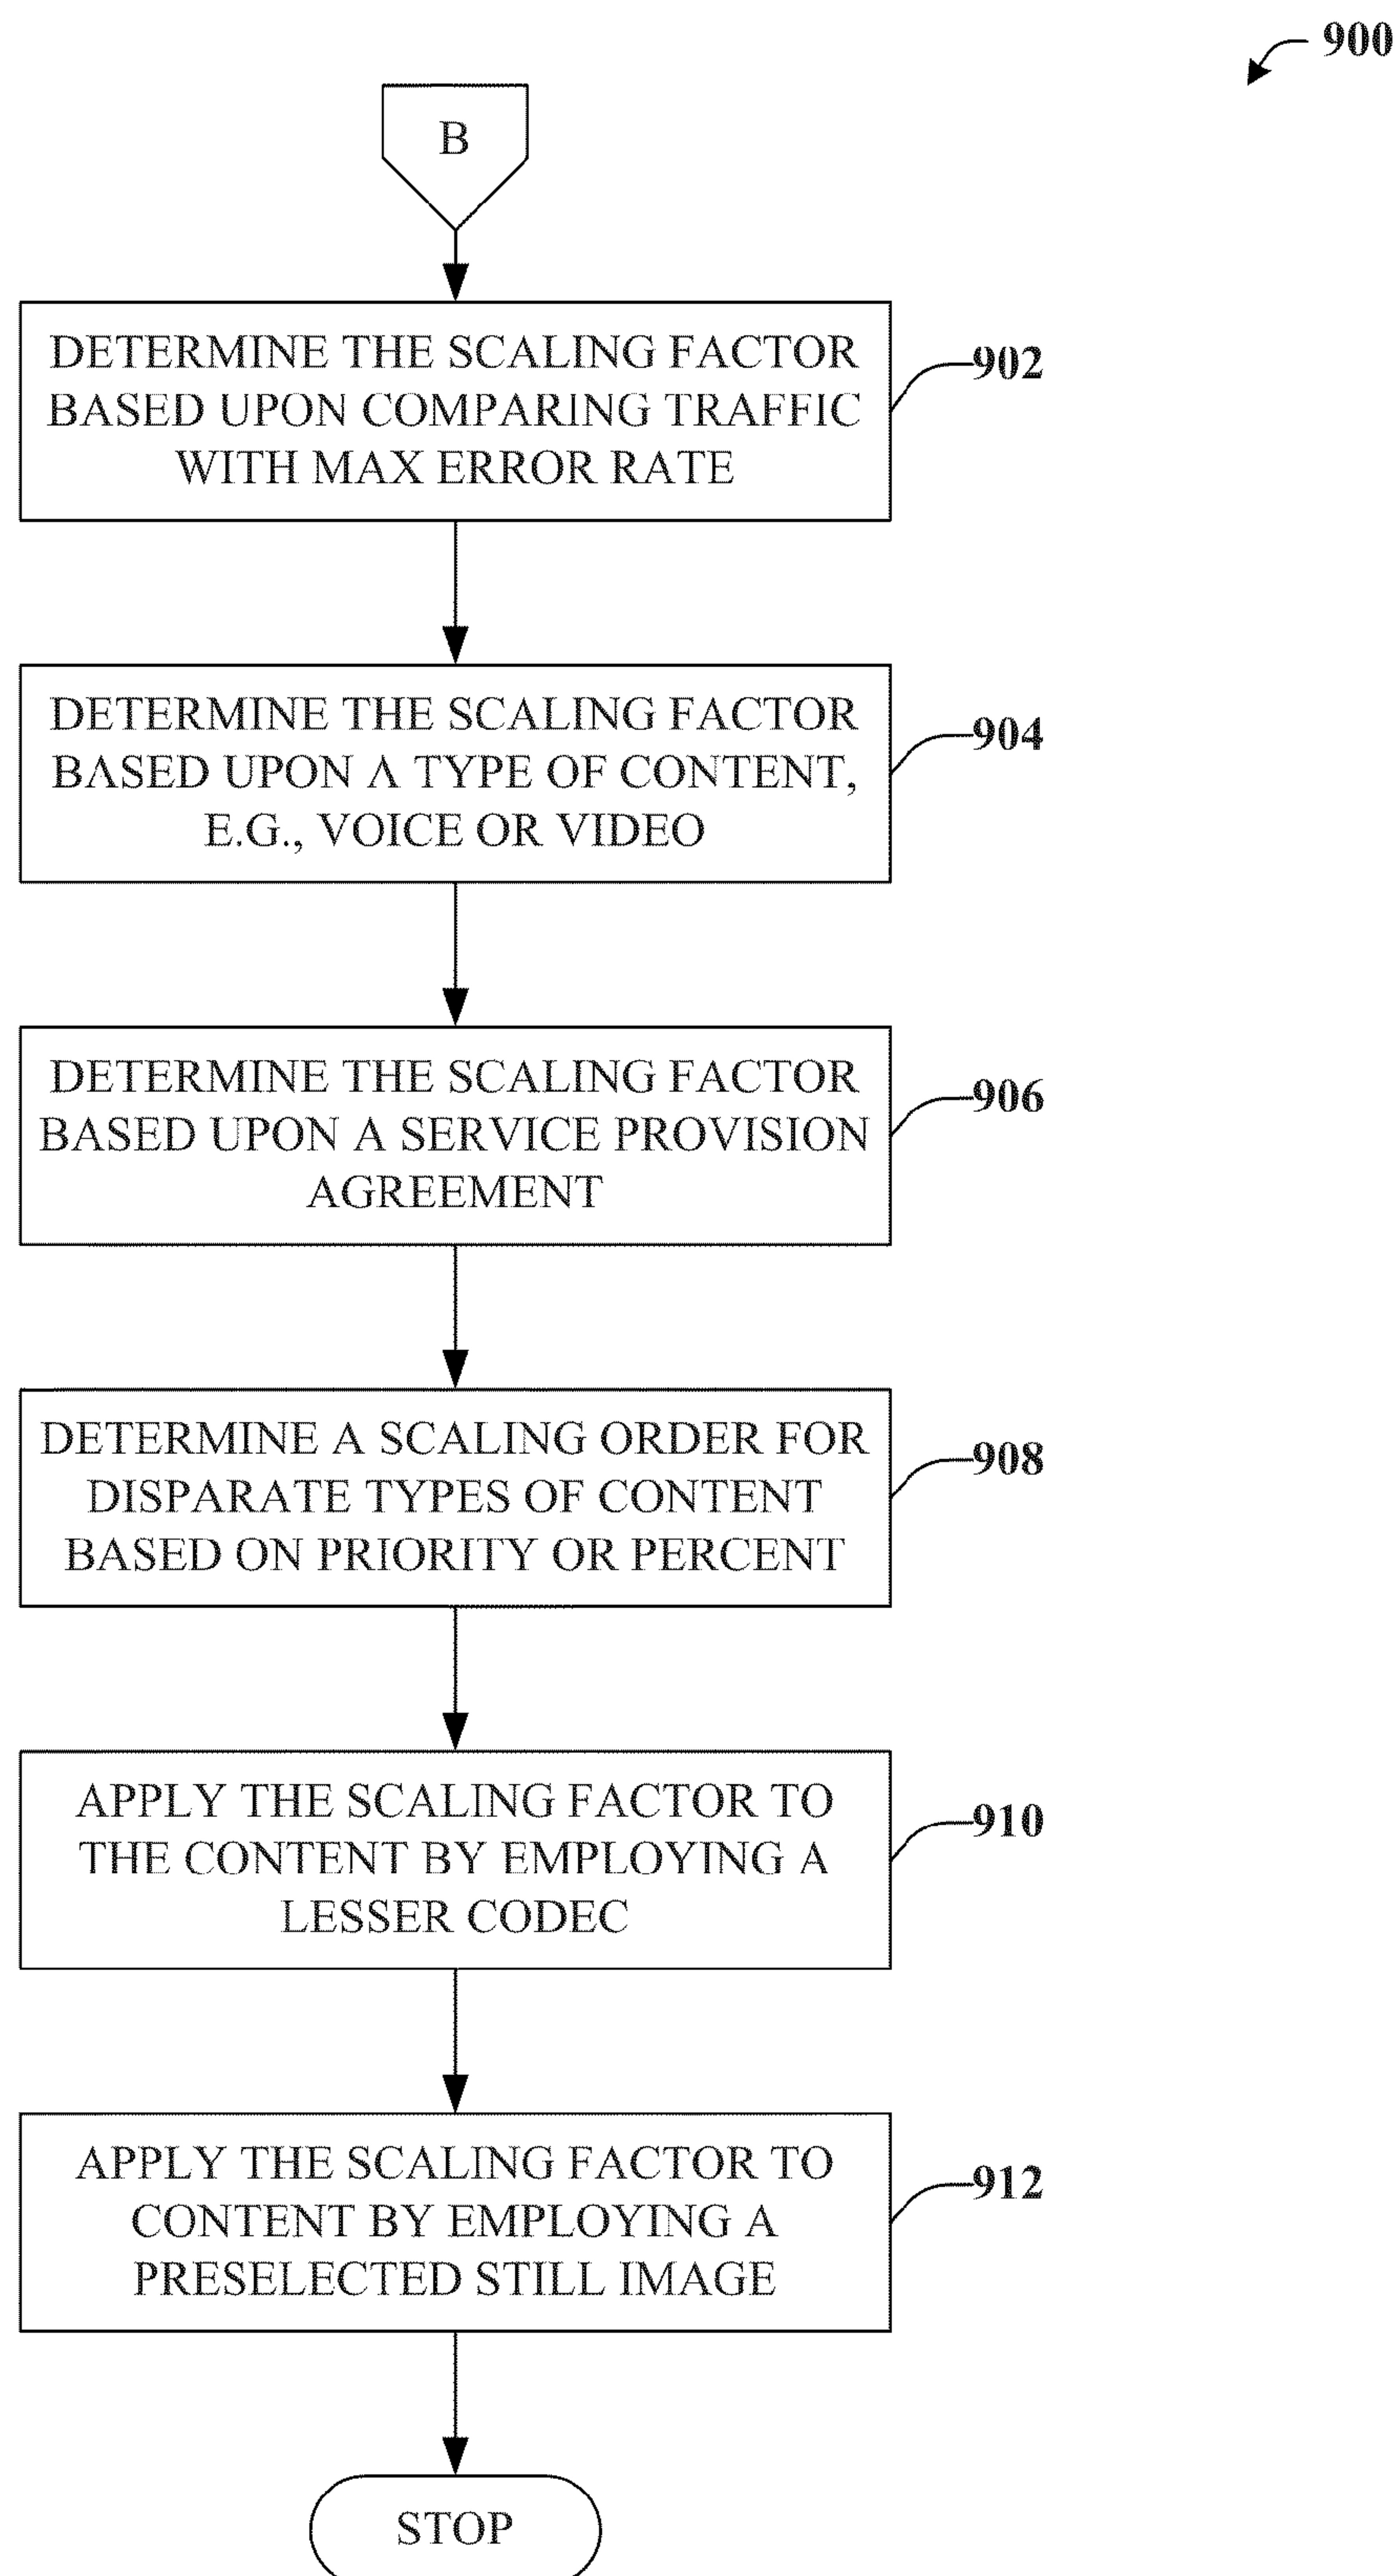 900
B
DETERMINE THE SCALING FACTOR
BASED UPON COMPARING TRAFFIC
WITH MAX ERROR RATE
902
DETERMINE THE SCALING FACTOR
BASED UPON A TYPE OF CONTENT,
E.G., VOICE OR VIDEO
904
DETERMINE THE SCALING FACTOR
BASED UPON A SERVICE PROVISION
AGREEMENT
906
DETERMINE A SCALING ORDER FOR
DISPARATE TYPES OF CONTENT
BASED ON PRIORITY OR PERCENT
908
APPLY THE SCALING FACTOR TO
THE CONTENT BY EMPLOYING A
LESSER CODEC
910
APPLY THE SCALING FACTOR TO
CONTENT BY EMPLOYING A
PRESELECTED STILL IMAGE
912
STOP